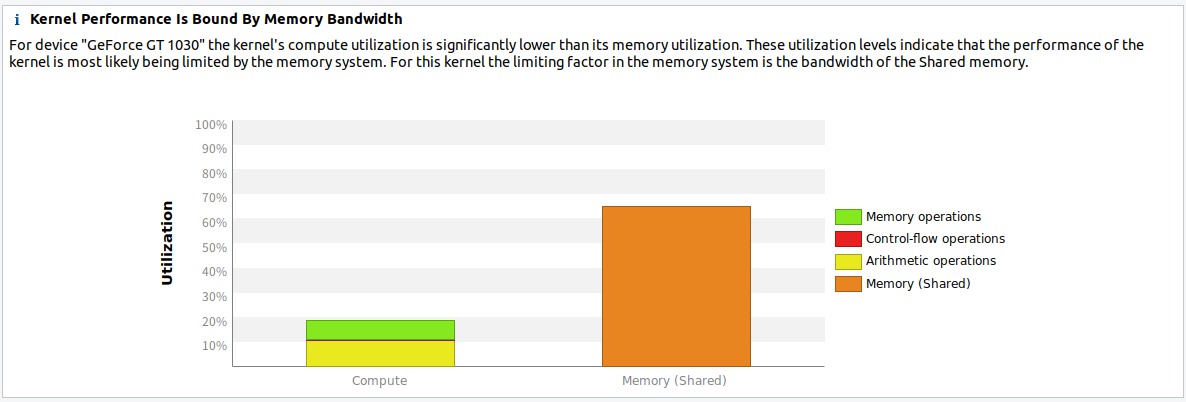 i Kernel Performance Is Bound By Memory Bandwidth
For device "GeForce GT 1030" the kernel's compute utilization is significantly lower than its memory utilization. These utilization levels indicate that the performance of the
kernel is most likely being limited by the memory system. For this kernel the limiting factor in the memory system is the bandwidth of the Shared memory.
100%
90%
80%
70%
60%
50%
40%
30%
20%
10%
Utilization
Compute
Memory (Shared)
Memory operations
Control-flow operations
Arithmetic operations
Memory (Shared)